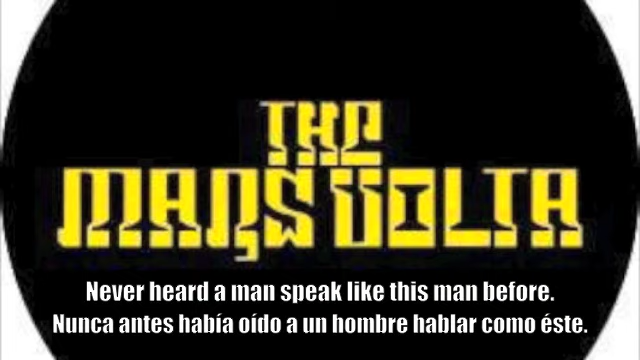 THE
MARS VOLTA
Never heard a man speak like this man before.
Nunca antes había oído a un hombre hablar como éste.